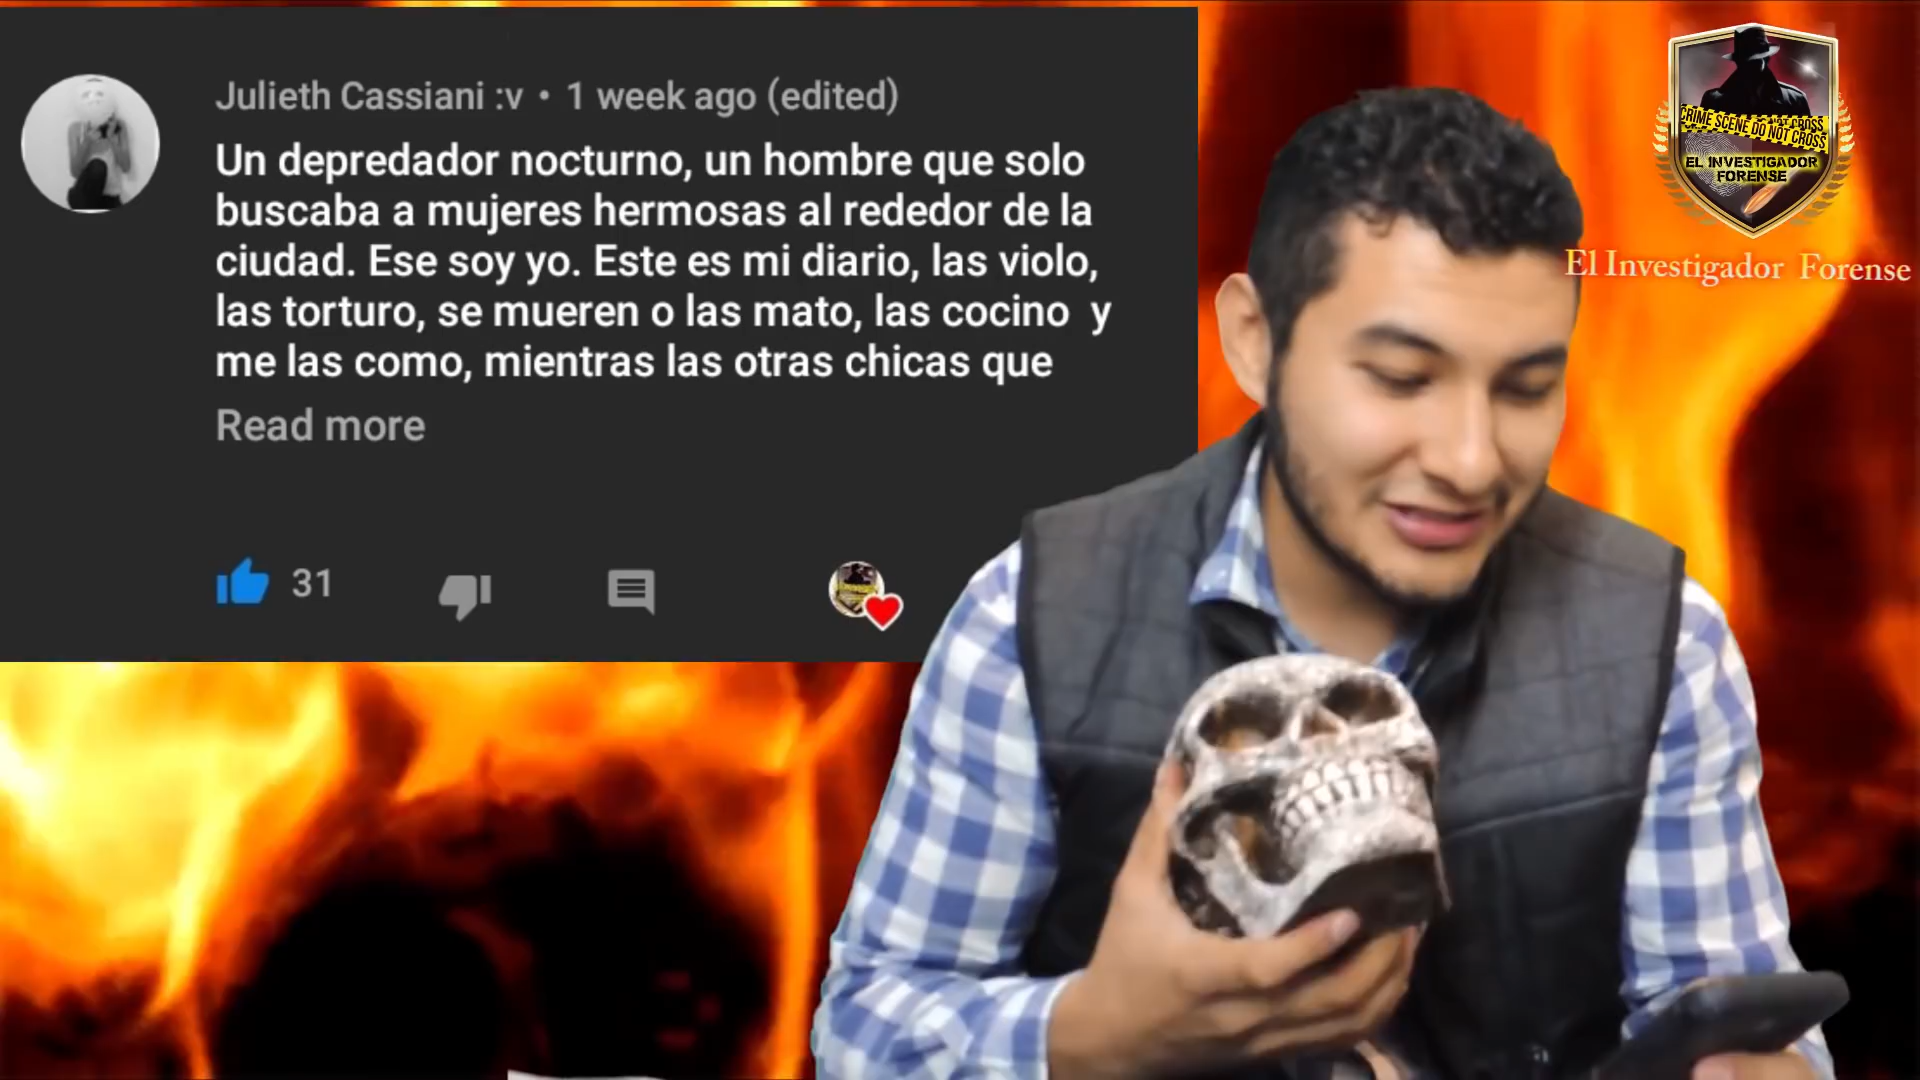 Julieth Cassiani :v • 1 week ago (edited)
Un depredador nocturno, un hombre que solo
buscaba a mujeres hermosas al rededor de la
ciudad. Ese soy yo. Este es mi diario, las violo,
las torturo, se mueren o las mato, las cocino y
me las como, mientras las otras chicas que
Read more
31
CRIME SCENE DO NOT CROSS
EL INVESTIGADOR
FORENSE
El Investigador Forense